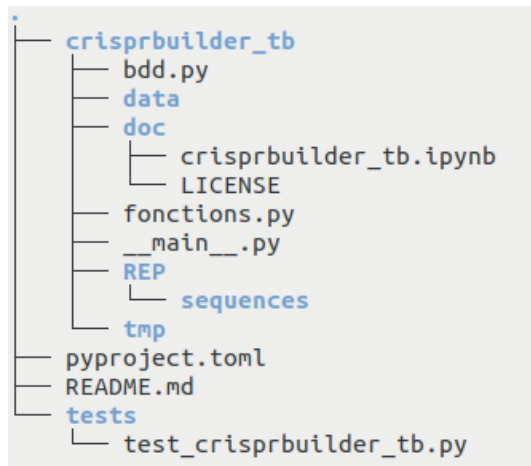 .
crisprbuilder_tb
bdd.py
data
doc
crisprbuilder_tb.ipynb
LICENSE
fonctions.py
__main__.py
REP
sequences
tmp
pyproject.toml
README.md
tests
test_crisprbuilder_tb.py